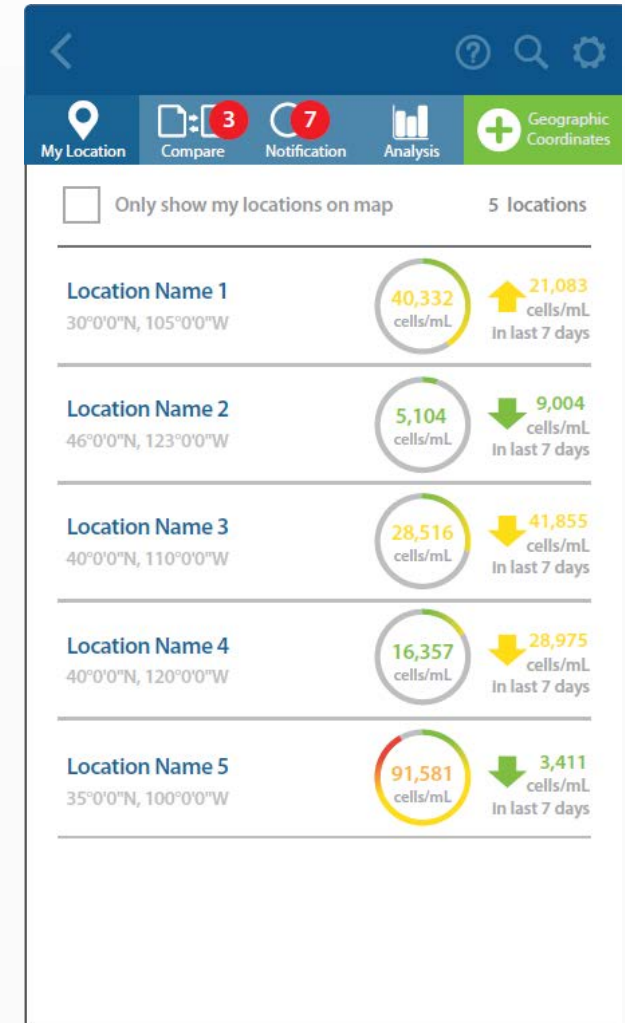 3
7
My Location
Compare
Notification
Analysis
Geographic
Coordinates
Only show my locations on map
5 locations
Location Name 1
30°0'0"N, 105°0'0"W
40,332
cells/mL
21,083
cells/mL
in last 7 days
Location Name 2
46°0'0"N, 123°0'0"W
5,104
cells/mL
9,004
cells/mL
in last 7 days
Location Name 3
40°0'0"N, 110°0'0"W
28,516
cells/mL
41,855
cells/mL
in last 7 days
Location Name 4
40°0'0"N, 120°0'0"W
16,357
cells/mL
28,975
cells/mL
in last 7 days
Location Name 5
35°0'0"N, 100°0'0"W
91,581
cells/mL
3,411
cells/mL
in last 7 days